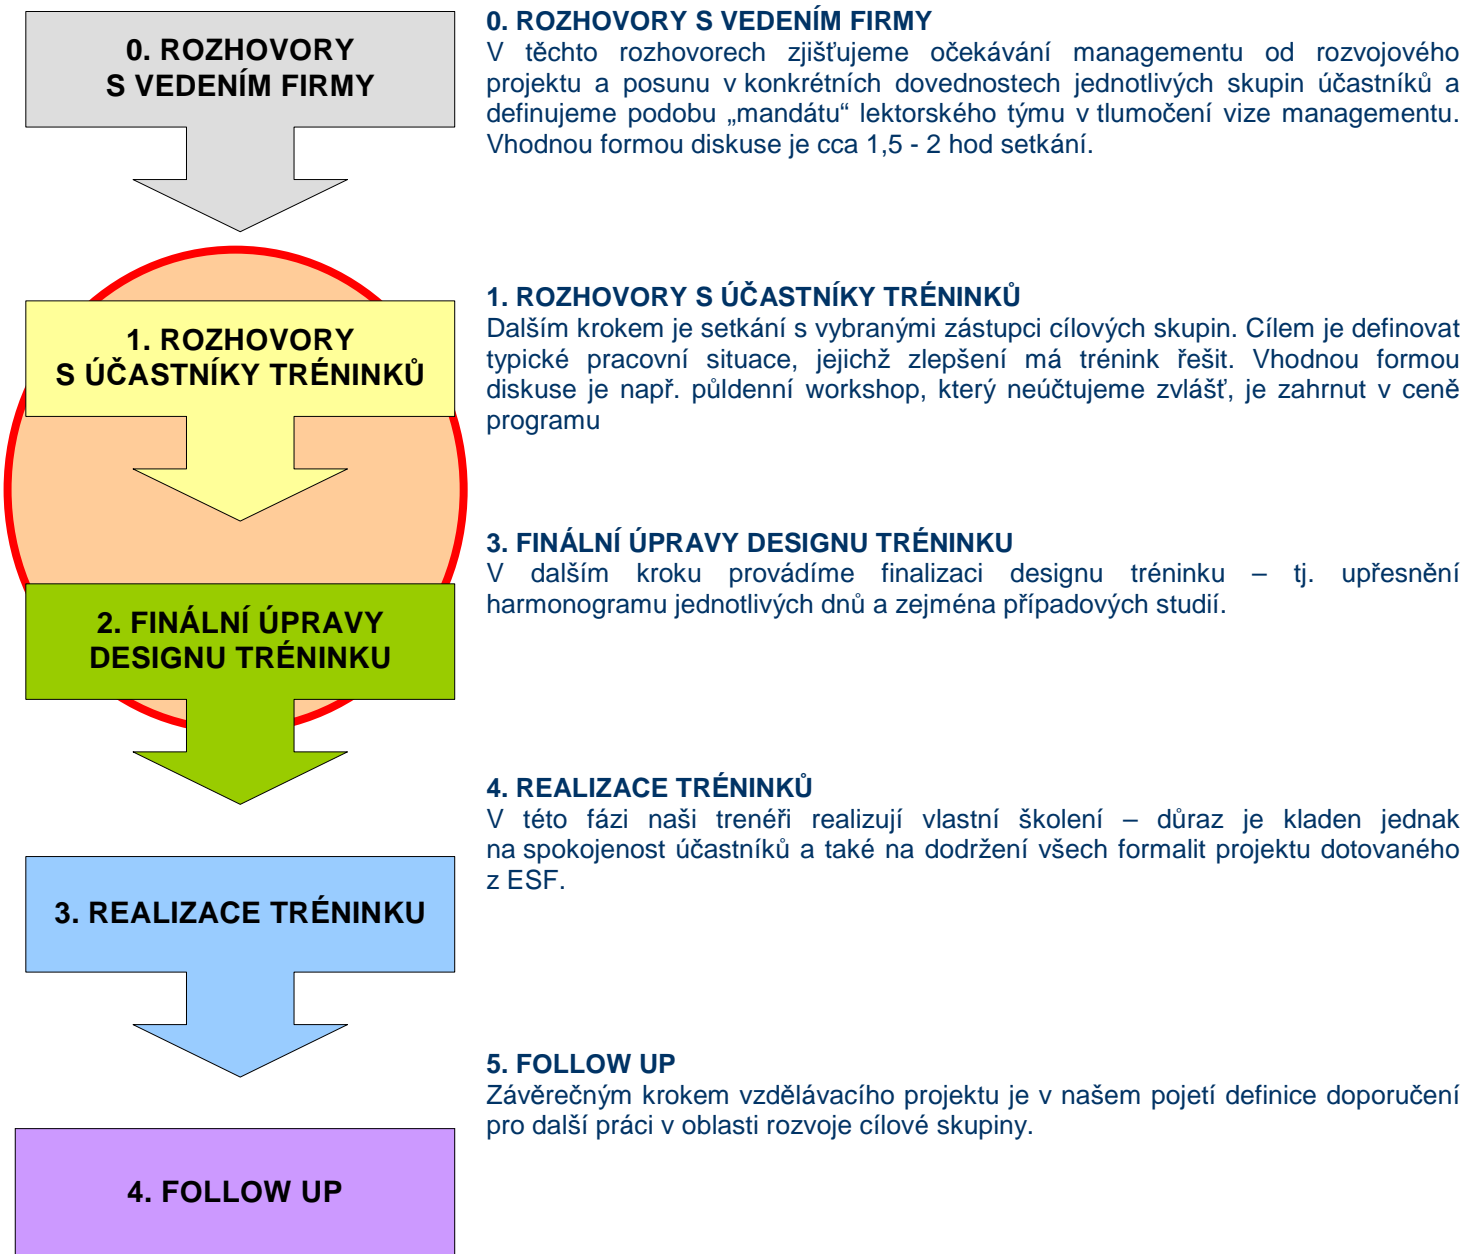 0. ROZHOVORY
S VEDENÍM FIRMY
0. ROZHOVORY S VEDENÍM FIRMY
V těchto rozhovorech zjišťujeme očekávání managementu od rozvojového
projektu a posunu v konkrétních dovednostech jednotlivých skupin účastníků a
definujeme podobu „mandátu“ lektorského týmu v tlumočení vize managementu.
Vhodnou formou diskuse je cca 1,5 - 2 hod setkání.
1. ROZHOVORY
S ÚČASTNÍKY TRÉNINKŮ
1. ROZHOVORY S ÚČASTNÍKY TRÉNINKŮ
Dalším krokem je setkání s vybranými zástupci cílových skupin. Cílem je definovat
typické pracovní situace, jejichž zlepšení má trénink řešit. Vhodnou formou
diskuse je např. půldenní workshop, který neúčtujeme zvlášť, je zahrnut v ceně
programu
2. FINÁLNÍ ÚPRAVY
DESIGNU TRÉNINKU
3. FINÁLNÍ ÚPRAVY DESIGNU TRÉNINKU
V dalším kroku provádíme finalizaci designu tréninku – tj. upřesnění
harmonogramu jednotlivých dnů a zejména případových studií.
3. REALIZACE TRÉNINKU
4. REALIZACE TRÉNINKŮ
V této fázi naši trenéři realizují vlastní školení – důraz je kladen jednak
na spokojenost účastníků a také na dodržení všech formalit projektu dotovaného
z ESF.
4. FOLLOW UP
5. FOLLOW UP
Závěrečným krokem vzdělávacího projektu je v našem pojetí definice doporučení
pro další práci v oblasti rozvoje cílové skupiny.